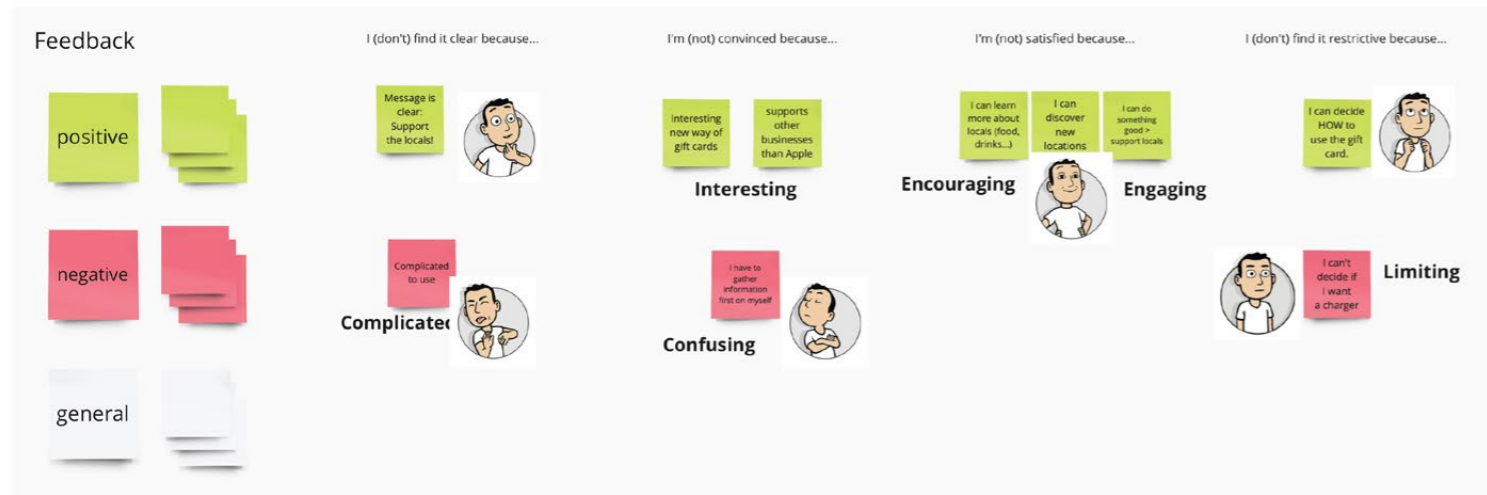 Feedback
I (don't) find it clear because...
I'm (not) convinced because...
I'm (not) satisfied because...
I (don't) find it restrictive because...
positive
Message is
clear:
Support
the locals!
Interesting
new way of
gift cards
supports
other
businesses
than Apple
Interesting
I can learn
more about
locals (food,
drinks...)
I can
discover
new
locations
I can do
something
good >
support locals
Encouraging
Engaging
I can decide
HOW to
use the gift
card.
negative
Complicated
to use
Complicated
I have to
gather
information
first on myself
Confusing
I can't
decide if
I want
a charger
Limiting
general